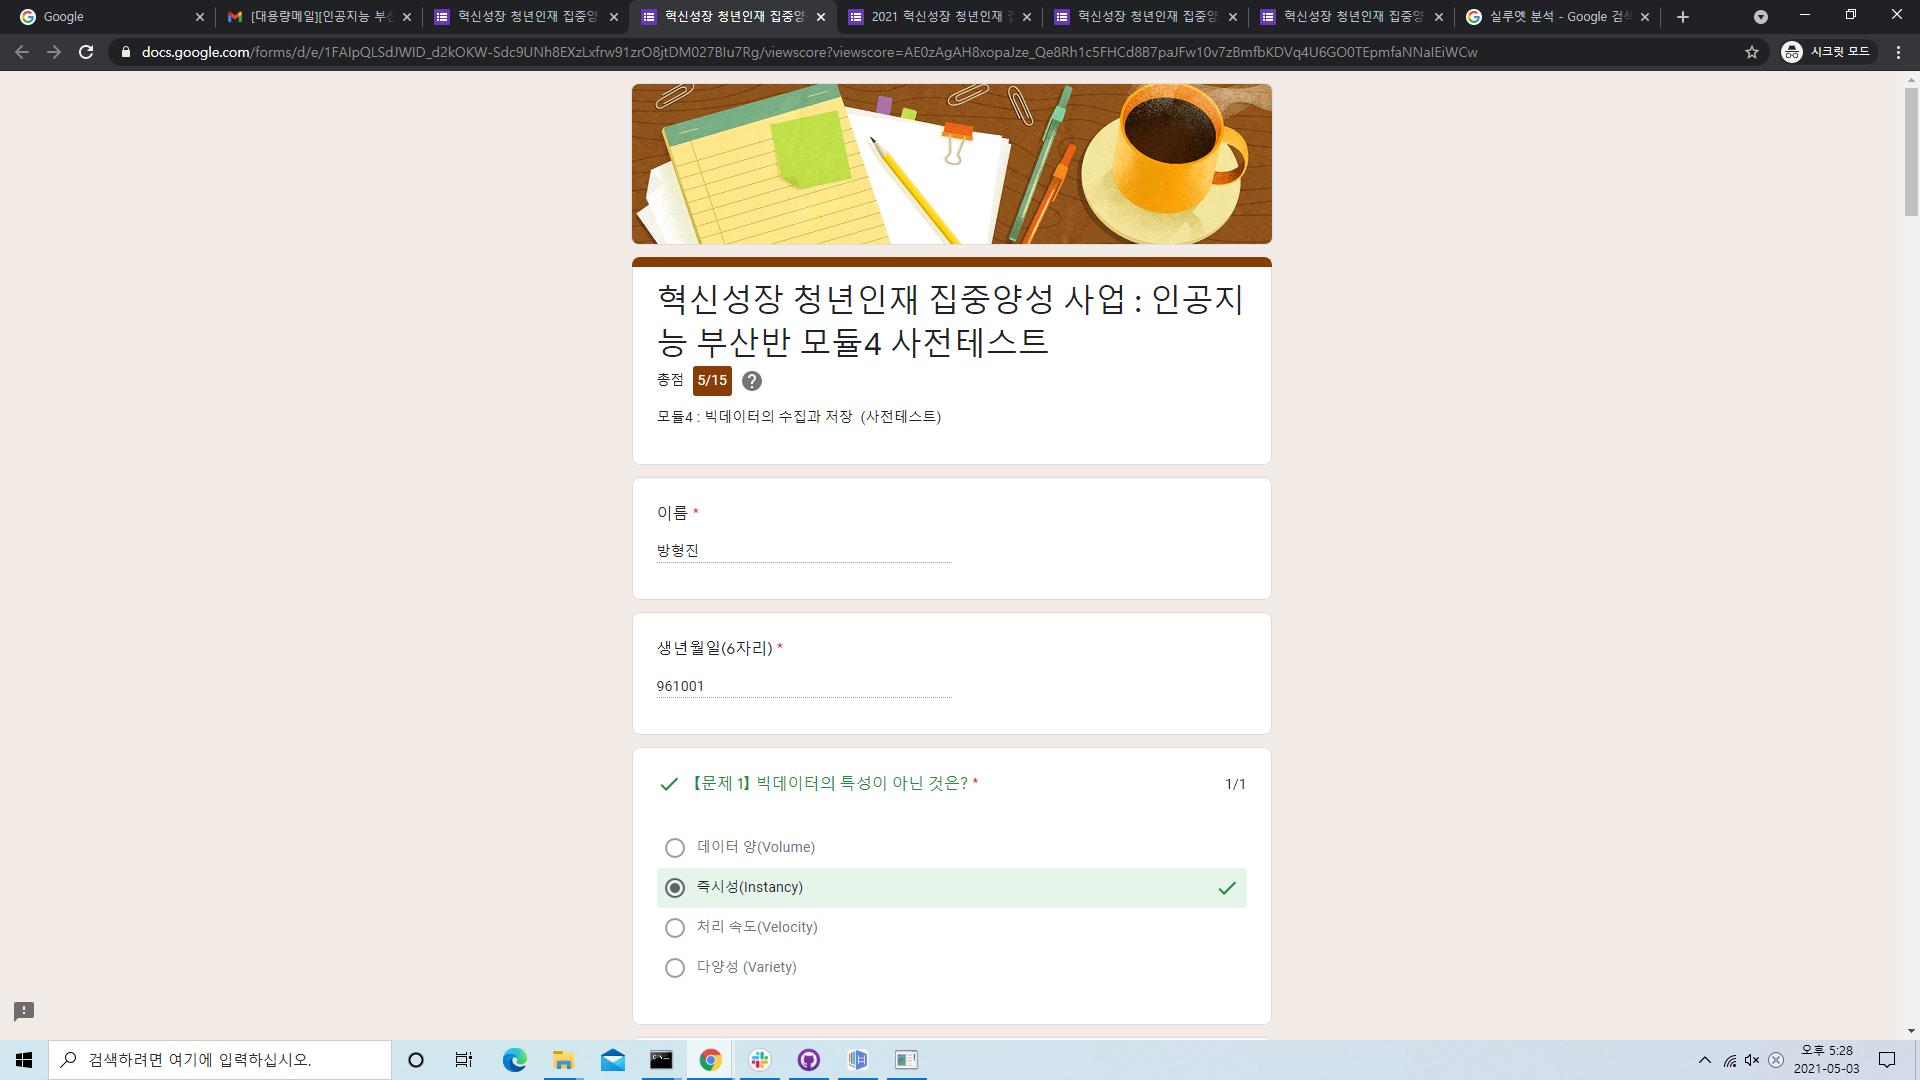 Google
[대용량메일][인공지능 부산
혁신성장 청년인재 집중양
혁신성장 청년인재 집중양
2021 혁신성장 청년인재 집
혁신성장 청년인재 집중양
혁신성장 청년인재 집중양
실루엣 분석 - Google 검색
docs.google.com/forms/d/e/1FAIpQLSdJWID_d2kOKW-Sdc9UNh8EXzLxfrw91zrO8jtDM027BIu7Rg/viewscore?viewscore=AE0zAgAH8xopaJze_Qe8Rh1c5FHCd8B7paJFw10v7zBmfbKDVq4U6GO0TEpmfaNNaIEiWCw
시크릿 모드
혁신성장 청년인재 집중양성 사업 : 인공지
능 부산반 모듈4 사전테스트
총점 5/15
모듈4 : 빅데이터의 수집과 저장 (사전테스트)
이름 *
방형진
생년월일(6자리) *
961001
【문제 1】 빅데이터의 특성이 아닌 것은? *
1/1
데이터 양(Volume)
즉시성(Instancy)
처리 속도(Velocity)
다양성 (Variety)
검색하려면 여기에 입력하십시오.
오후 5:28
2021-05-03